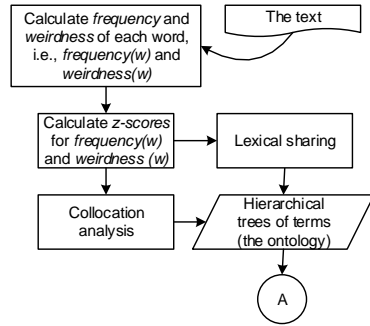 Calculate frequency and
weirdness of each word,
i.e., frequency(w) and
weirdness(w)
The text
Calculate z-scores
for frequency(w)
and weirdness (w)
Lexical sharing
Collocation
analysis
Hierarchical
trees of terms
(the ontology)
A